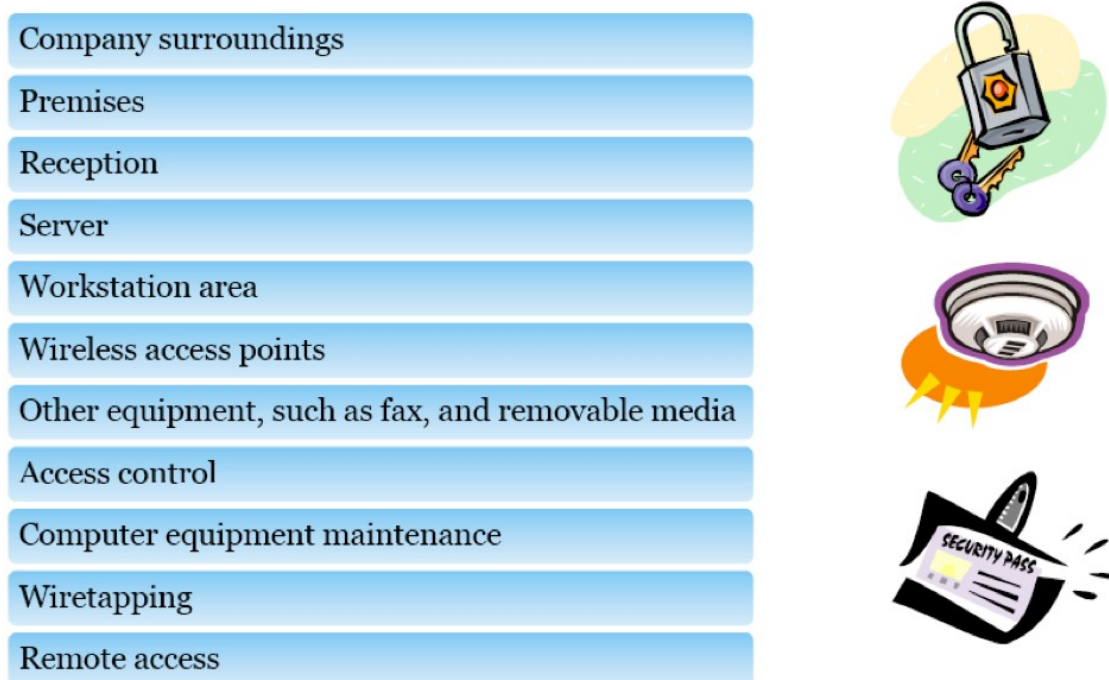 Company surroundings
Premises
Reception
Server
Workstation area
Wireless access points
Other equipment, such as fax, and removable media
Access control
Computer equipment maintenance
Wiretapping
Remote access
SECURITY PASS